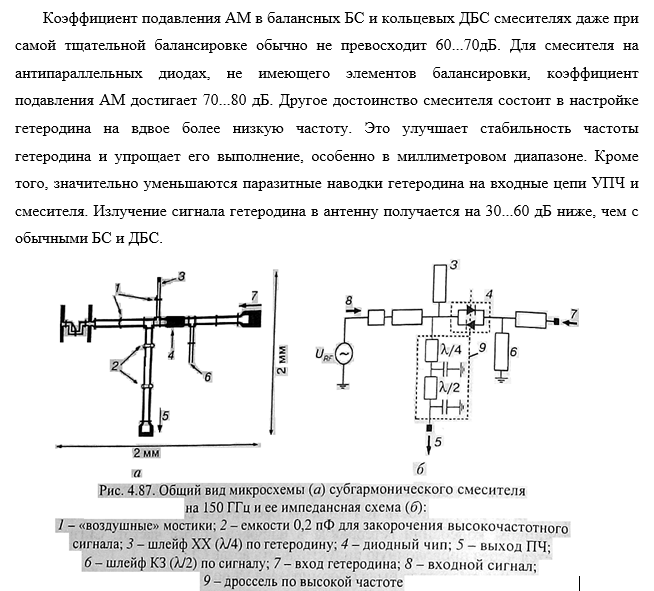 Коэффициент подавления АМ в балансных БС и кольцевых ДБС смесителях даже при
самой тщательной балансировке обычно не превосходит 60...70дБ. Для смесителя на
антипараллельных диодах, не имеющего элементов балансировки, коэффициент
подавления АМ достигает 70...80 дБ. Другое достоинство смесителя состоит в настройке
гетеродина на вдвое более низкую частоту. Это улучшает стабильность частоты
гетеродина и упрощает его выполнение, особенно в миллиметровом диапазоне. Кроме
того, значительно уменьшаются паразитные наводки гетеродина на входные цепи УПЧ и
смесителя. Излучение сигнала гетеродина в антенну получается на 30...60 дБ ниже, чем с
обычными БС и ДБС.
1
3
7
4
2
6
5
2 мм
2 мм
а
3
4
8
7
U_RF
λ/4
9
6
λ/2
5
б
Рис. 4.87. Общий вид микросхемы (а) субгармонического смесителя
на 150 ГГц и ее импедансная схема (б):
1 – «воздушные» мостики; 2 – емкости 0,2 пФ для закорочения высокочастотного
сигнала; 3 – шлейф ХХ (λ/4) по гетеродину; 4 – диодный чип; 5 – выход ПЧ;
6 – шлейф КЗ (λ/2) по сигналу; 7 – вход гетеродина; 8 – входной сигнал;
9 – дроссель по высокой частоте